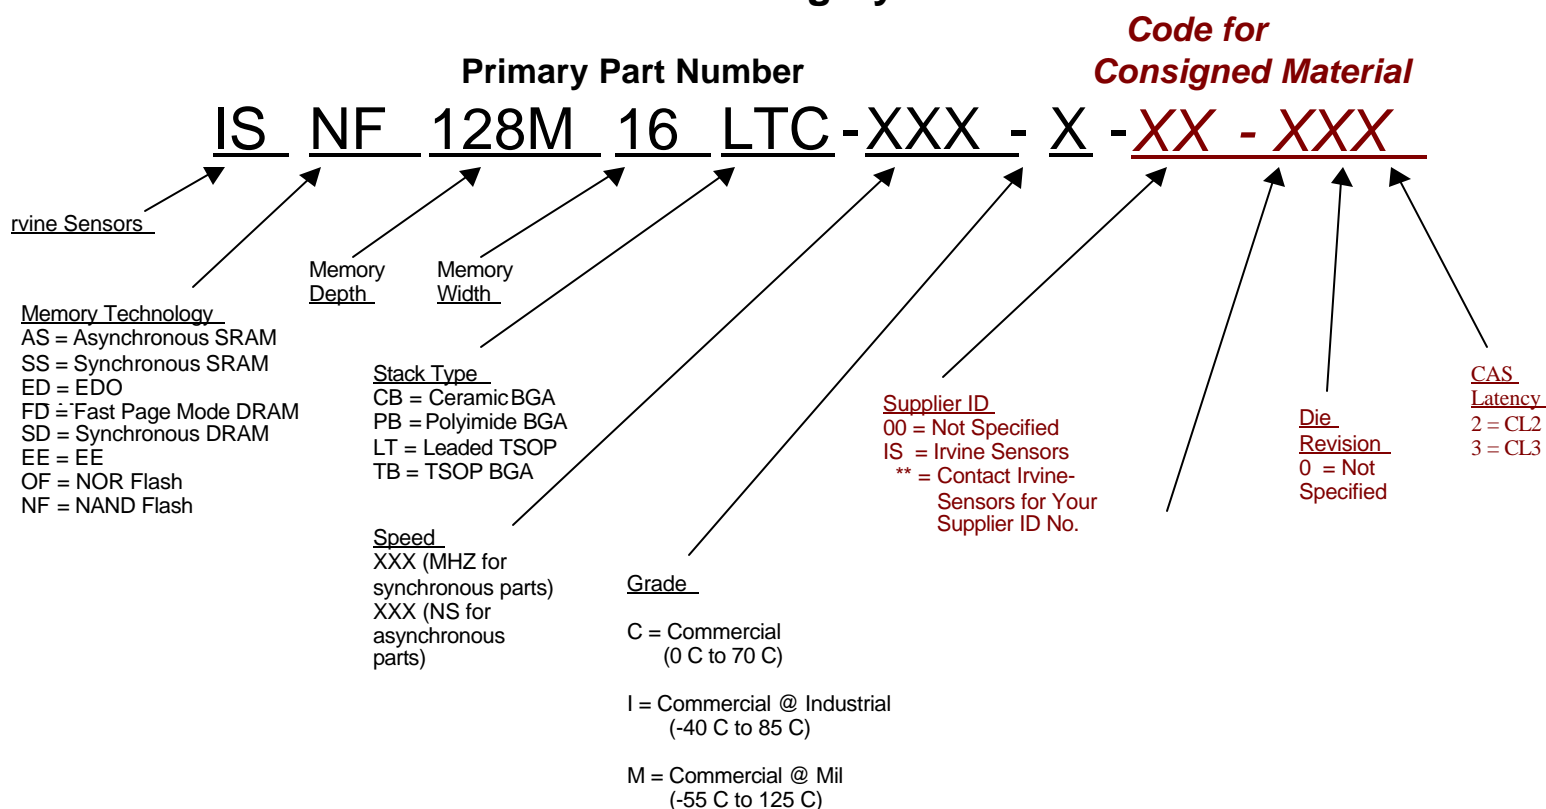 Code for
Primary Part Number Consigned Material
IS NF 128M 16 LTC -XXX - X -XX - XXX
rvine Sensors
Memory
Depth
Memory
Width
Memory Technology
AS = Asynchronous SRAM
SS = Synchronous SRAM
ED = EDO
FD = Fast Page Mode DRAM
SD = Synchronous DRAM
EE = EE
OF = NOR Flash
NF = NAND Flash
Stack Type
CB = Ceramic BGA
PB = Polyimide BGA
LT = Leaded TSOP
TB = TSOP BGA
Speed
XXX (MHZ for
synchronous parts)
XXX (NS for
asynchronous
parts)
Grade
C = Commercial
(0 C to 70 C)
I = Commercial @ Industrial
(-40 C to 85 C)
M = Commercial @ Mil
(-55 C to 125 C)
Supplier ID
00 = Not Specified
IS = Irvine Sensors
** = Contact Irvine-
Sensors for Your
Supplier ID No.
Die
Revision
0 = Not
Specified
CAS
Latency
2 = CL2
3 = CL3